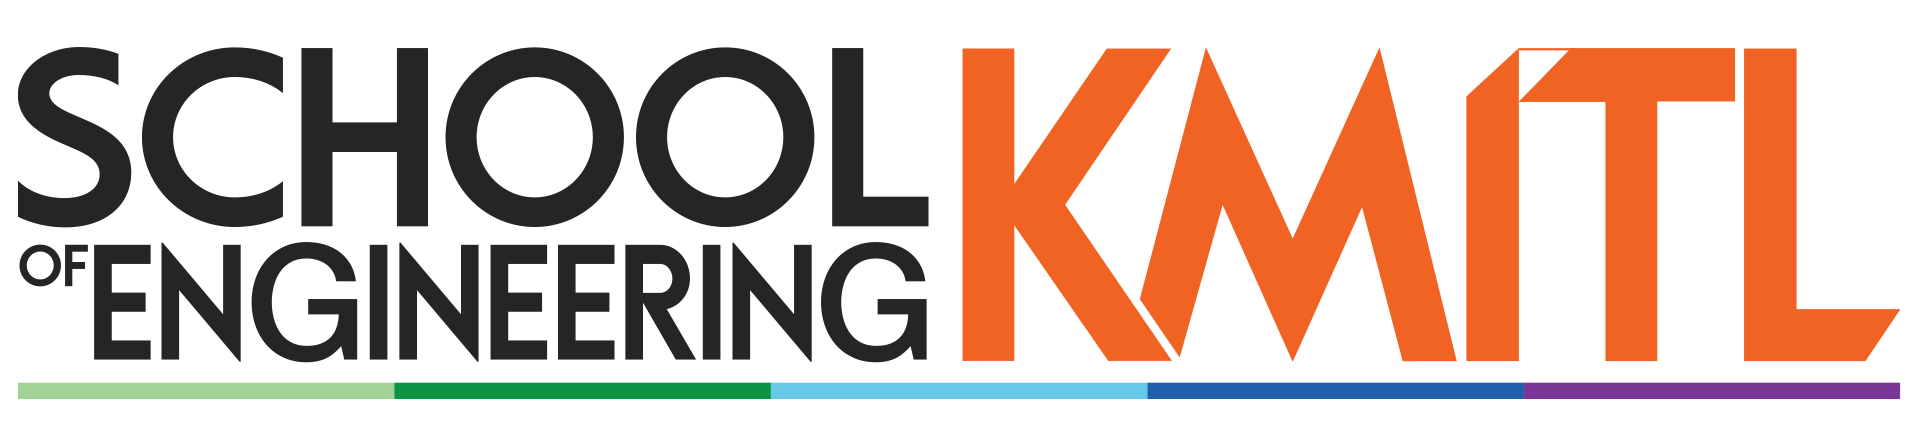 SCHOOL
OF ENGINEERING
KMITL